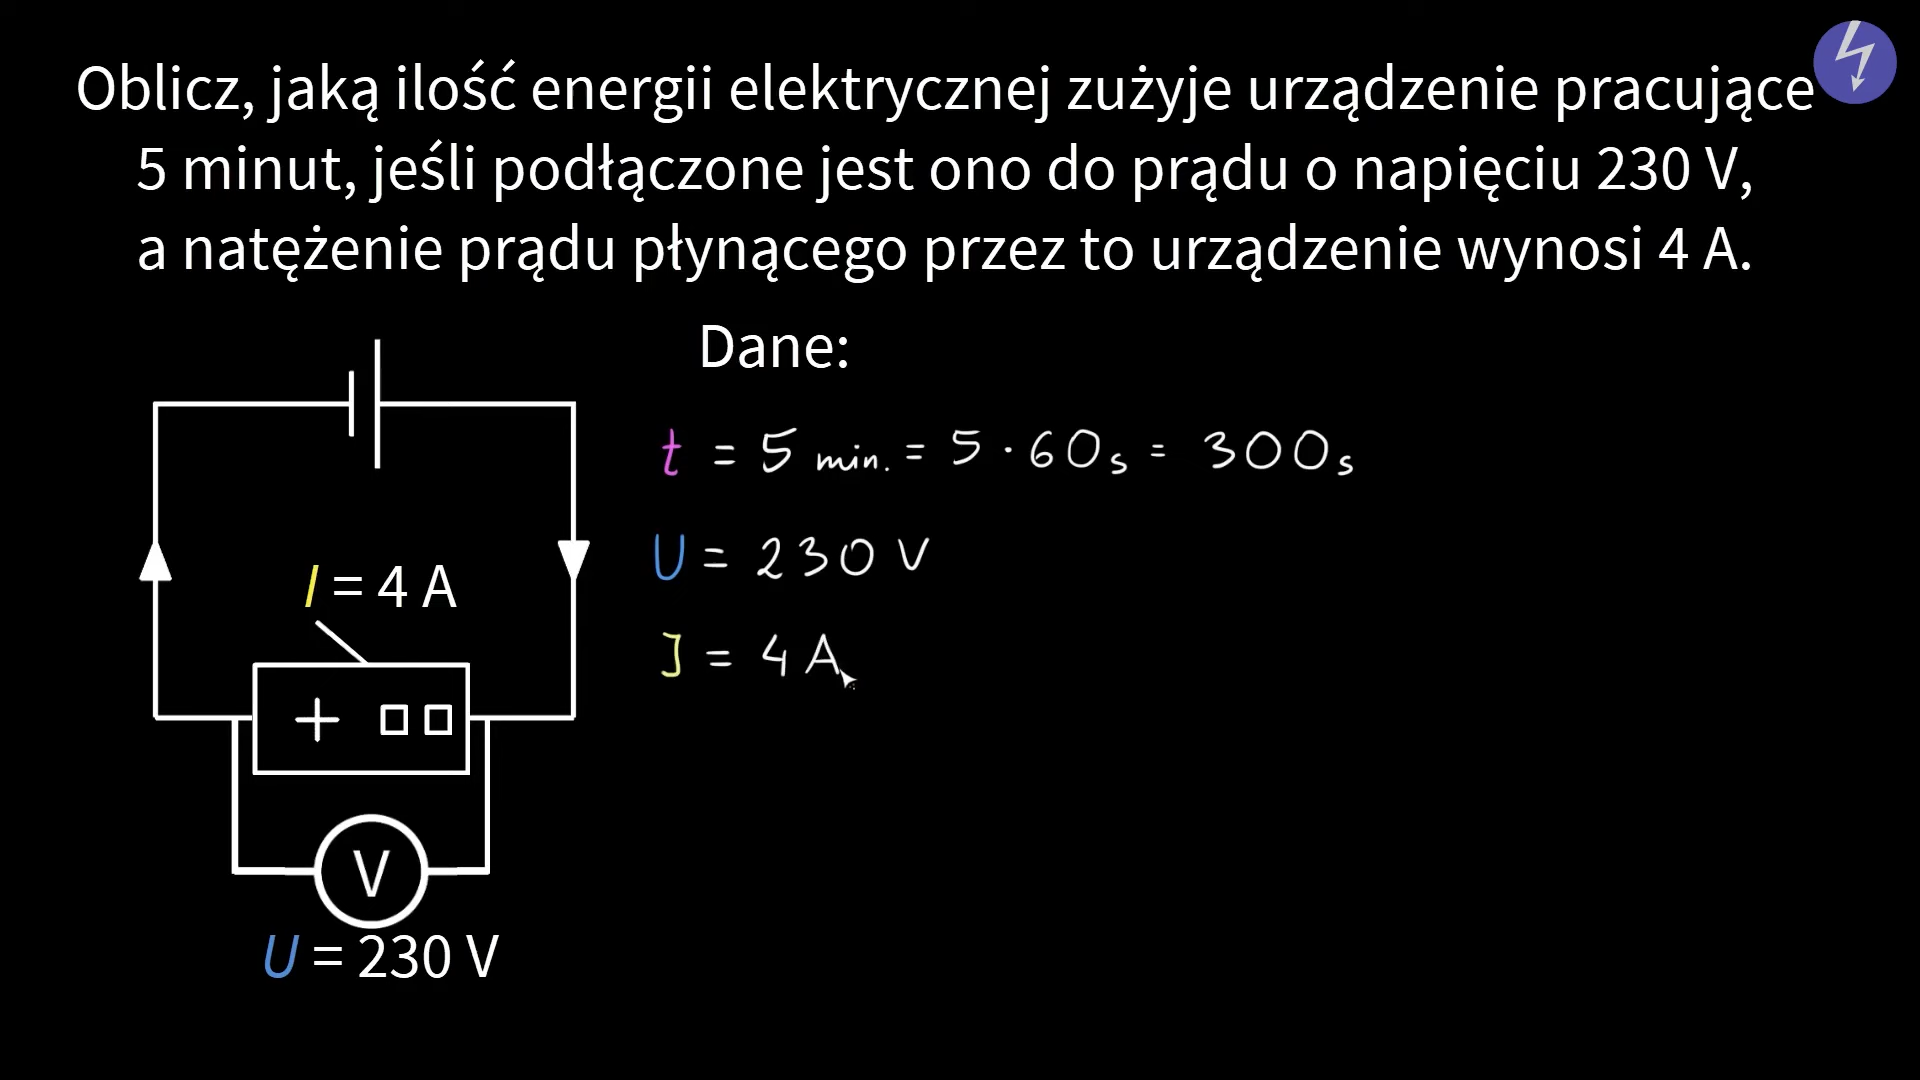 Oblicz, jaką ilość energii elektrycznej zużyje urządzenie pracujące
5 minut, jeśli podłączone jest ono do prądu o napięciu 230 V,
a natężenie prądu płynącego przez to urządzenie wynosi 4 A.
Dane:
t = 5 min. = 5 · 60s = 300s
U = 230 V
I = 4 A
I = 4 A
V
U = 230 V